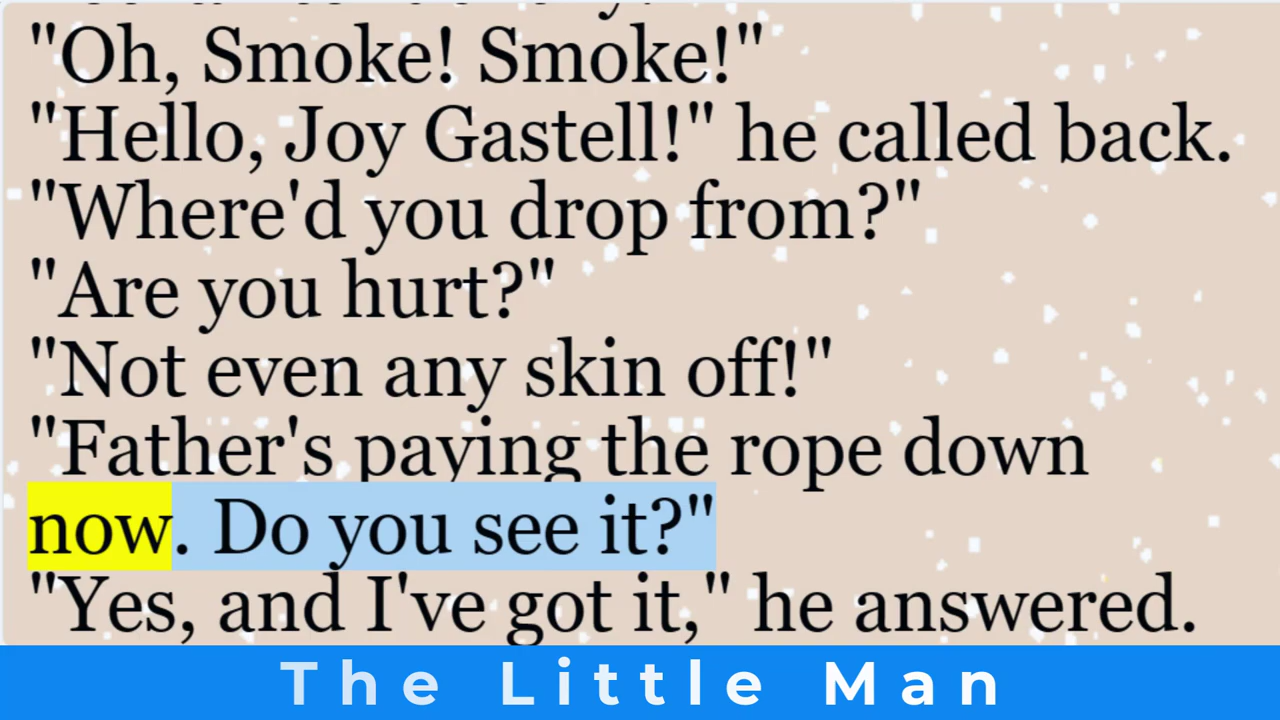 "Oh, Smoke! Smoke!"
"Hello, Joy Gastell!" he called back.
"Where'd you drop from?"
"Are you hurt?"
"Not even any skin off!"
"Father's paying the rope down
now. Do you see it?"
"Yes, and I've got it," he answered.
The Little Man